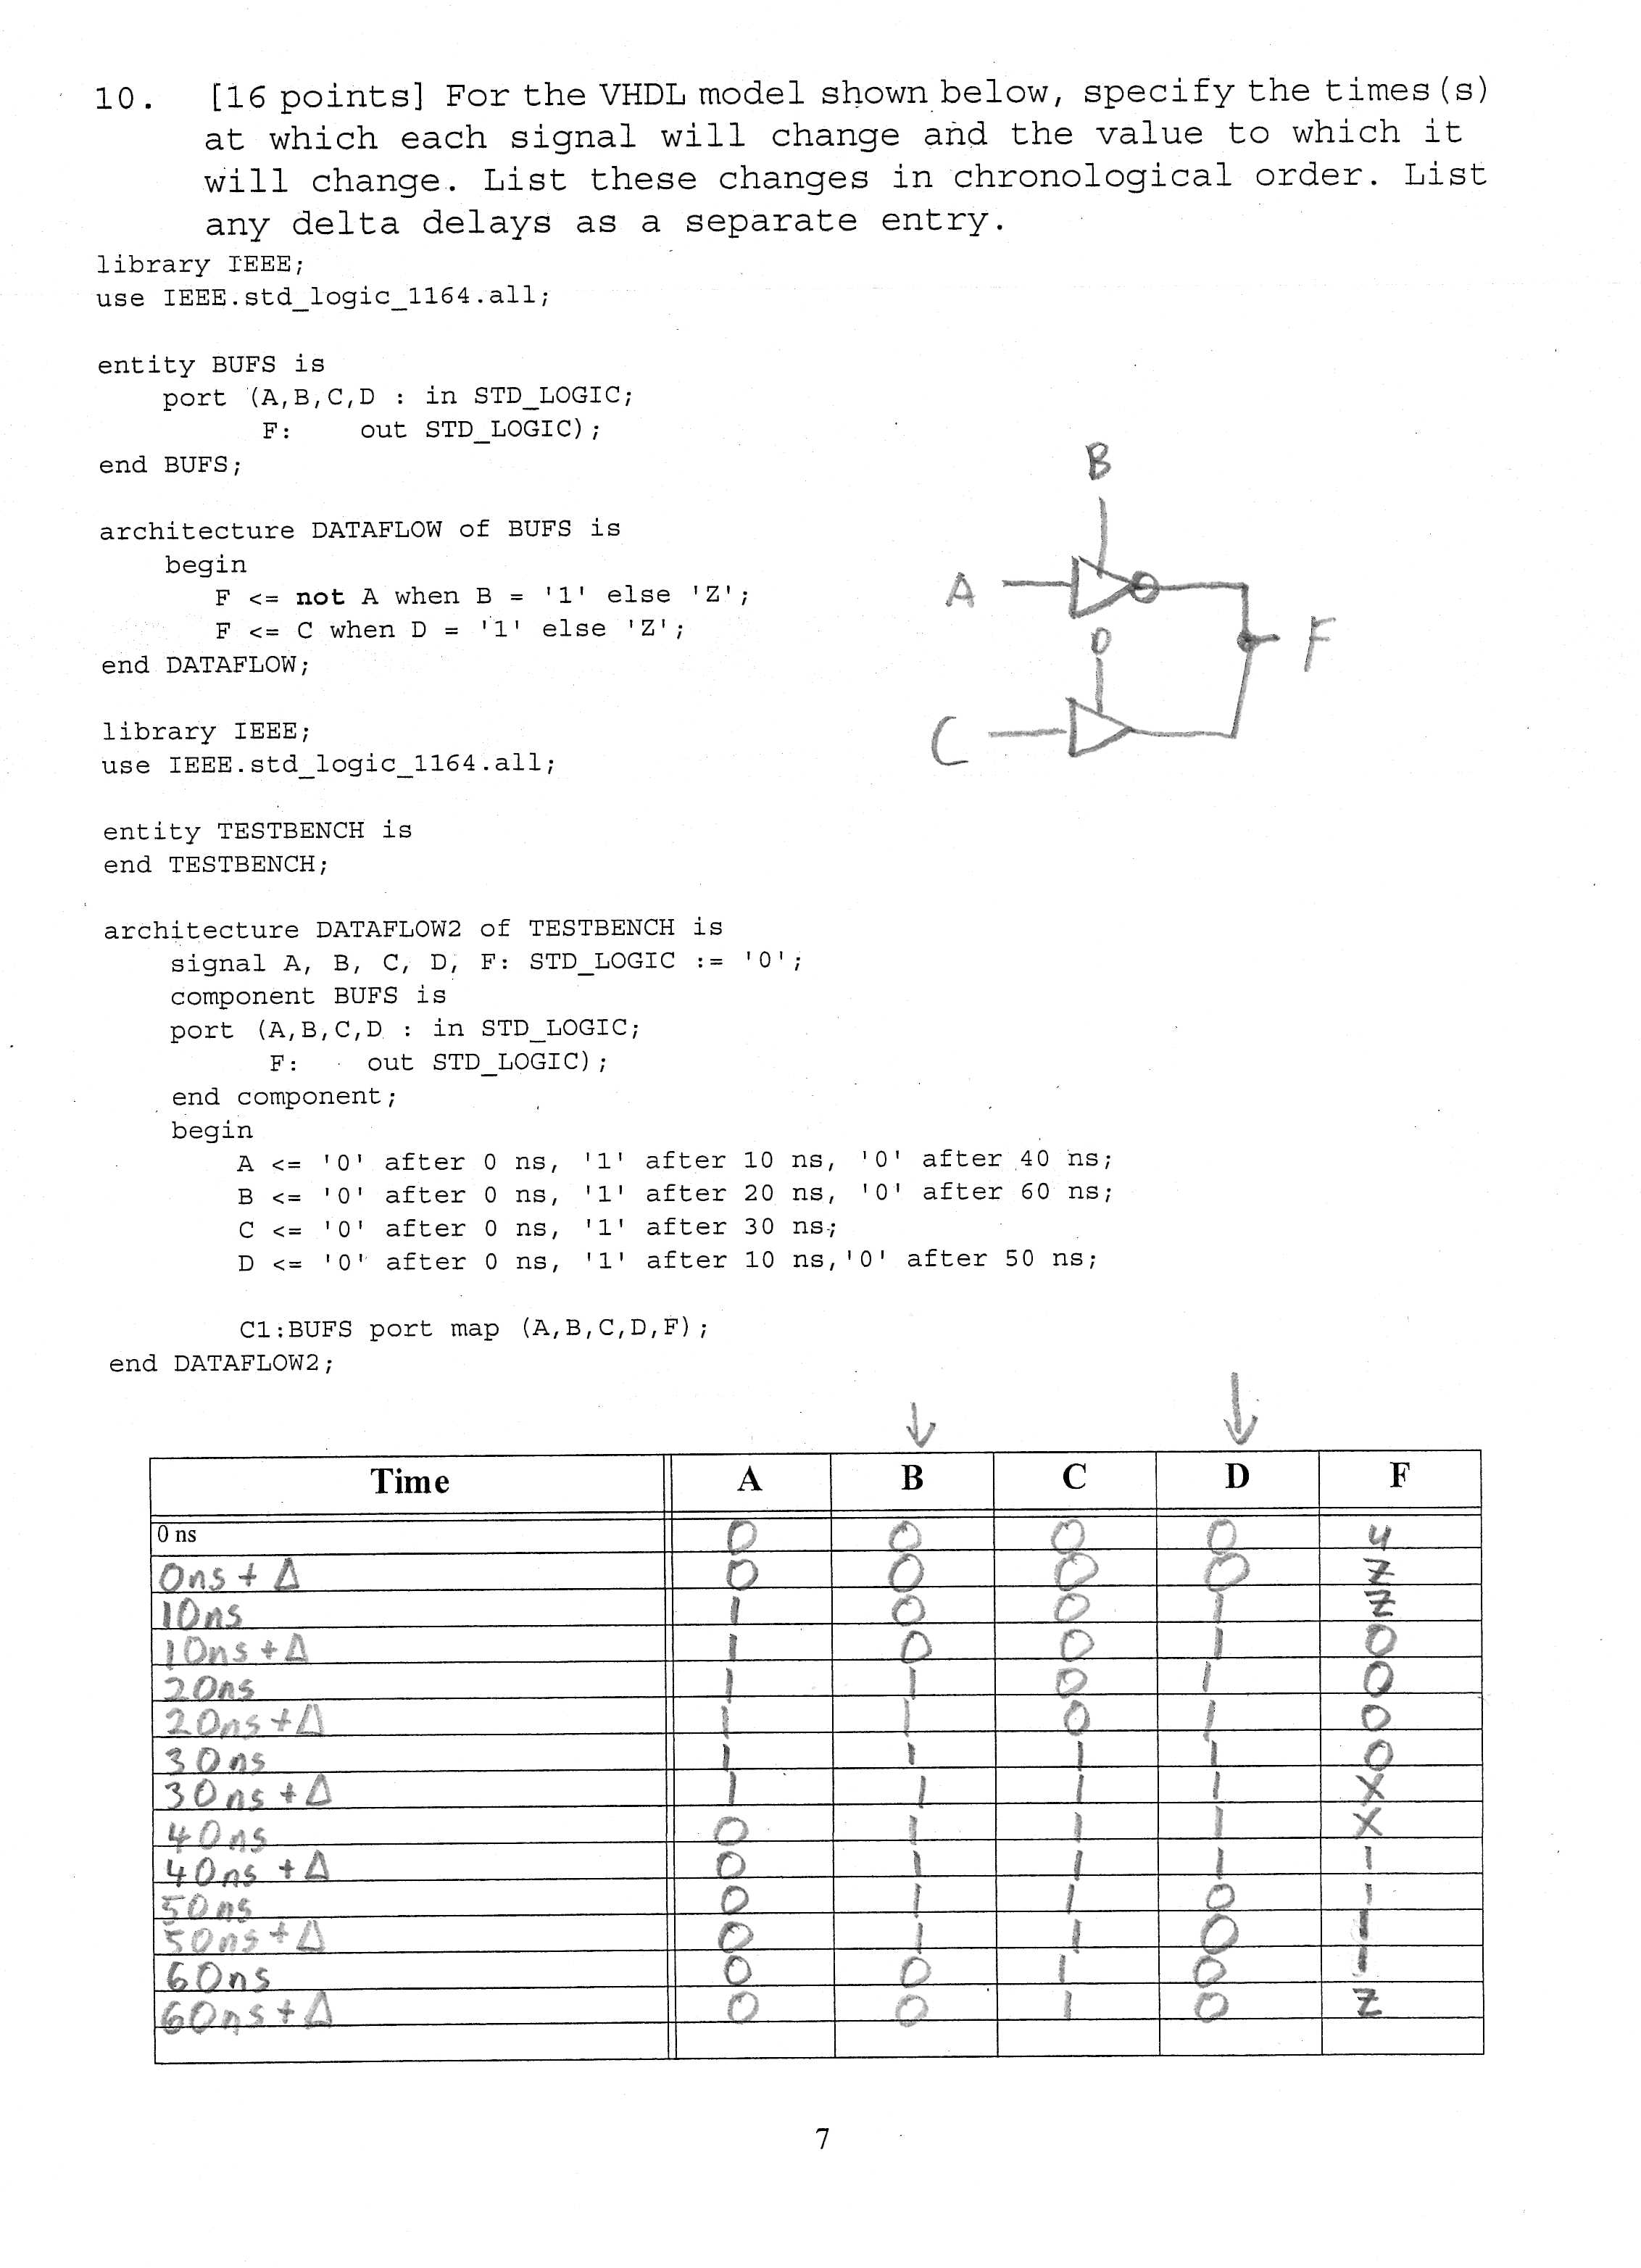 10. [16 points] For the VHDL model shown below, specify the times(s)
at which each signal will change and the value to which it
will change. List these changes in chronological order. List
any delta delays as a separate entry.
library IEEE;
use IEEE.std_logic_1164.all;
entity BUFS is
port (A,B,C,D : in STD_LOGIC;
F: out STD_LOGIC);
end BUFS;
architecture DATAFLOW of BUFS is
begin
F <= not A when B = '1' else 'Z';
F <= C when D = '1' else 'Z';
end DATAFLOW;
B
A
D
F
C
library IEEE;
use IEEE.std_logic_1164.all;
entity TESTBENCH is
end TESTBENCH;
architecture DATAFLOW2 of TESTBENCH is
signal A, B, C, D, F: STD_LOGIC := '0';
component BUFS is
port (A,B,C,D : in STD_LOGIC;
F: out STD_LOGIC);
end component;
begin
A <= '0' after 0 ns, '1' after 10 ns, '0' after 40 ns;
B <= '0' after 0 ns, '1' after 20 ns, '0' after 60 ns;
C <= '0' after 0 ns, '1' after 30 ns;
D <= '0' after 0 ns, '1' after 10 ns,'0' after 50 ns;
C1:BUFS port map (A,B,C,D,F);
end DATAFLOW2;
Time A B C D F
0 ns 0 0 0 0 U
0ns + Δ 0 0 0 0 Z
10ns 1 0 0 1 Z
10ns + Δ 1 0 0 1 0
20ns 1 1 0 1 0
20ns + Δ 1 1 0 1 0
30ns 1 1 1 1 0
30ns + Δ 1 1 1 1 X
40ns 0 1 1 1 X
40ns + Δ 0 1 1 1 1
50ns 0 1 1 0 1
50ns + Δ 0 1 1 0 1
60ns 0 0 1 0 1
60ns + Δ 0 0 1 0 Z
7